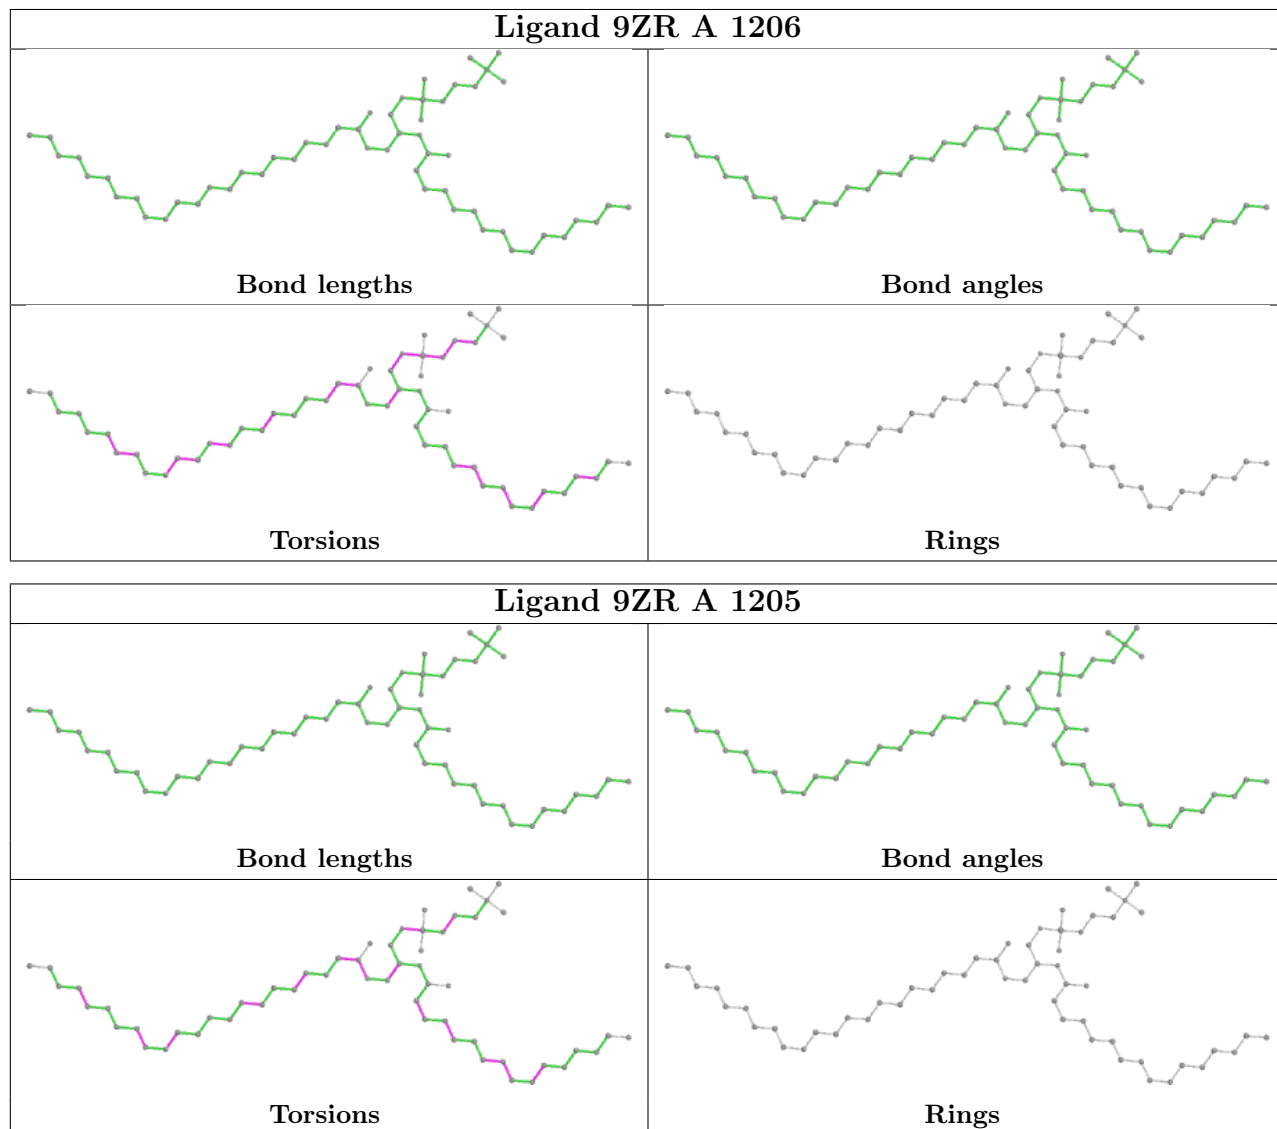 Ligand 9ZR A 1206
Bond lengths
Bond angles
Torsions
Rings
Ligand 9ZR A 1205
Bond lengths
Bond angles
Torsions
Rings